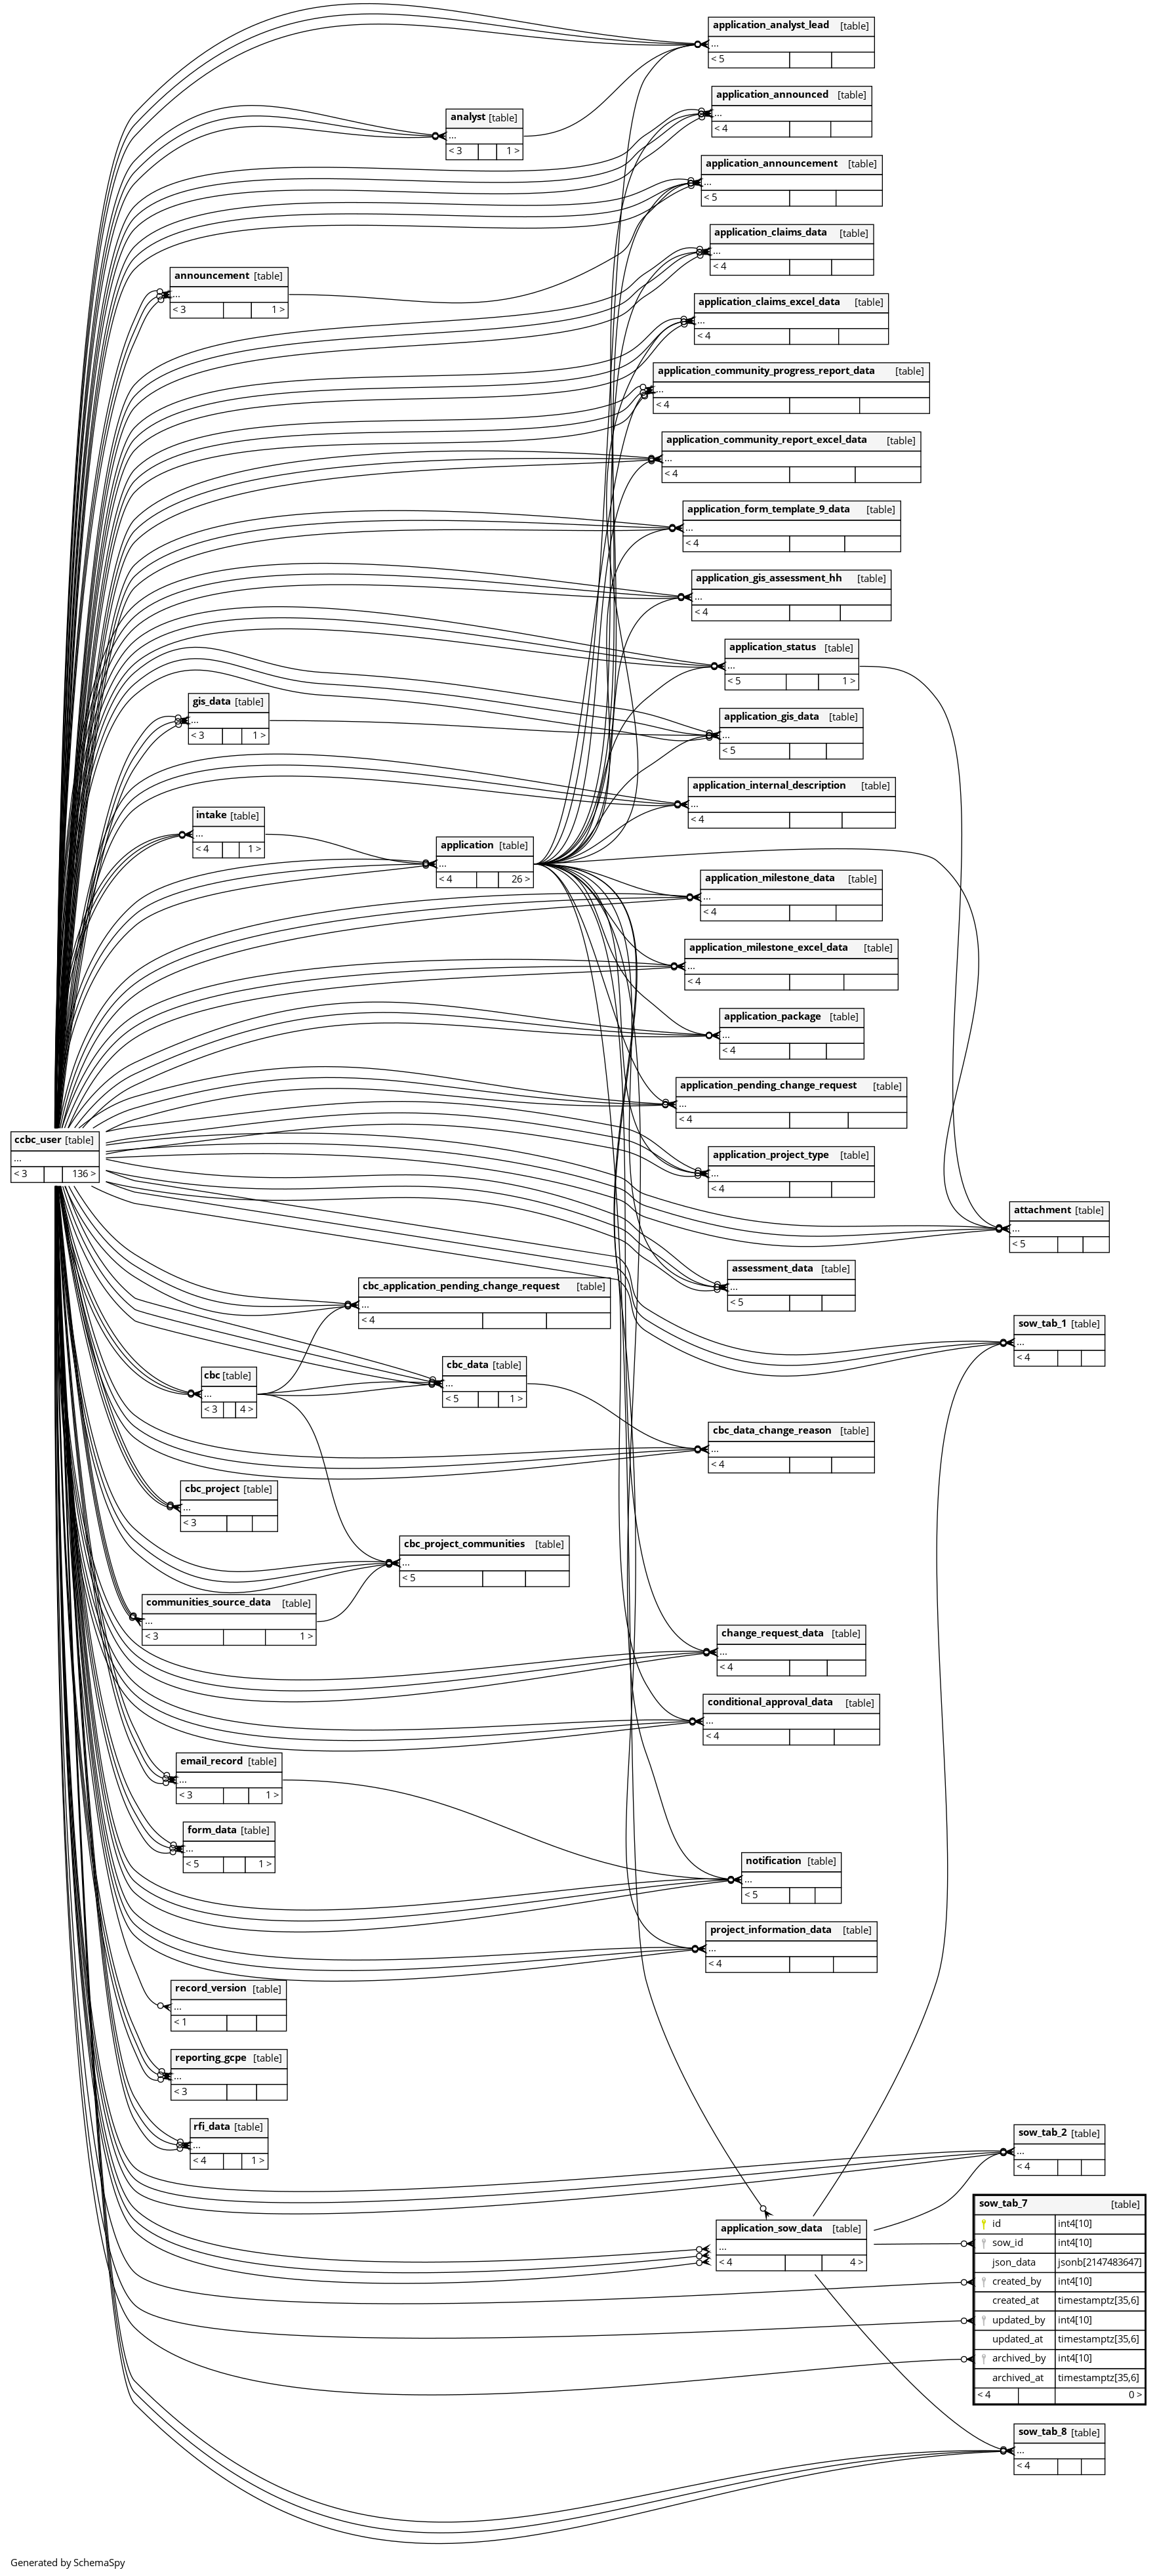 application_analyst_lead [table]
...
< 5
application_announced [table]
...
< 4
analyst [table]
...
< 3 1 >
application_announcement [table]
...
< 5
application_claims_data [table]
...
< 4
announcement [table]
...
< 3 1 >
application_claims_excel_data [table]
...
< 4
application_community_progress_report_data [table]
...
< 4
application_community_report_excel_data [table]
...
< 4
application_form_template_9_data [table]
...
< 4
application_gis_assessment_hh [table]
...
< 4
application_status [table]
...
< 5 1 >
gis_data [table]
...
< 3 1 >
application_gis_data [table]
...
< 5
application_internal_description [table]
...
< 4
intake [table]
...
< 4 1 >
application [table]
...
< 4 26 >
application_milestone_data [table]
...
< 4
application_milestone_excel_data [table]
...
< 4
application_package [table]
...
< 4
application_pending_change_request [table]
...
< 4
ccbc_user [table]
...
< 3 136 >
application_project_type [table]
...
< 4
attachment [table]
...
< 5
assessment_data [table]
...
< 5
cbc_application_pending_change_request [table]
...
< 4
sow_tab_1 [table]
...
< 4
cbc_data [table]
...
< 5 1 >
cbc [table]
...
< 3 4 >
cbc_data_change_reason [table]
...
< 4
cbc_project [table]
...
< 3
cbc_project_communities [table]
...
< 5
communities_source_data [table]
...
< 3 1 >
change_request_data [table]
...
< 4
conditional_approval_data [table]
...
< 4
email_record [table]
...
< 3 1 >
form_data [table]
...
< 5 1 >
notification [table]
...
< 5
project_information_data [table]
...
< 4
record_version [table]
...
< 1
reporting_gcpe [table]
...
< 3
rfi_data [table]
...
< 4 1 >
sow_tab_2 [table]
...
< 4
application_sow_data [table]
...
< 4 4 >
sow_tab_7 [table]
id int4[10]
sow_id int4[10]
json_data jsonb[2147483647]
created_by int4[10]
created_at timestamptz[35,6]
updated_by int4[10]
updated_at timestamptz[35,6]
archived_by int4[10]
archived_at timestamptz[35,6]
< 4 0 >
sow_tab_8 [table]
...
< 4
Generated by SchemaSpy